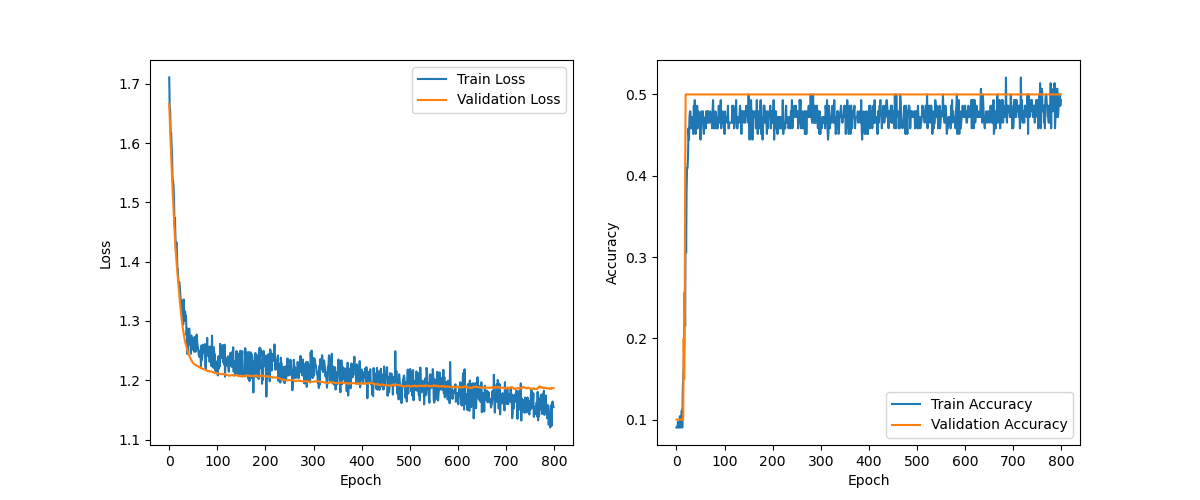 1.7
1.6
1.5
1.4
1.3
1.2
1.1
Loss
0 100 200 300 400 500 600 700 800
Epoch
Train Loss
Validation Loss
0.5
0.4
0.3
0.2
0.1
Accuracy
0 100 200 300 400 500 600 700 800
Epoch
Train Accuracy
Validation Accuracy